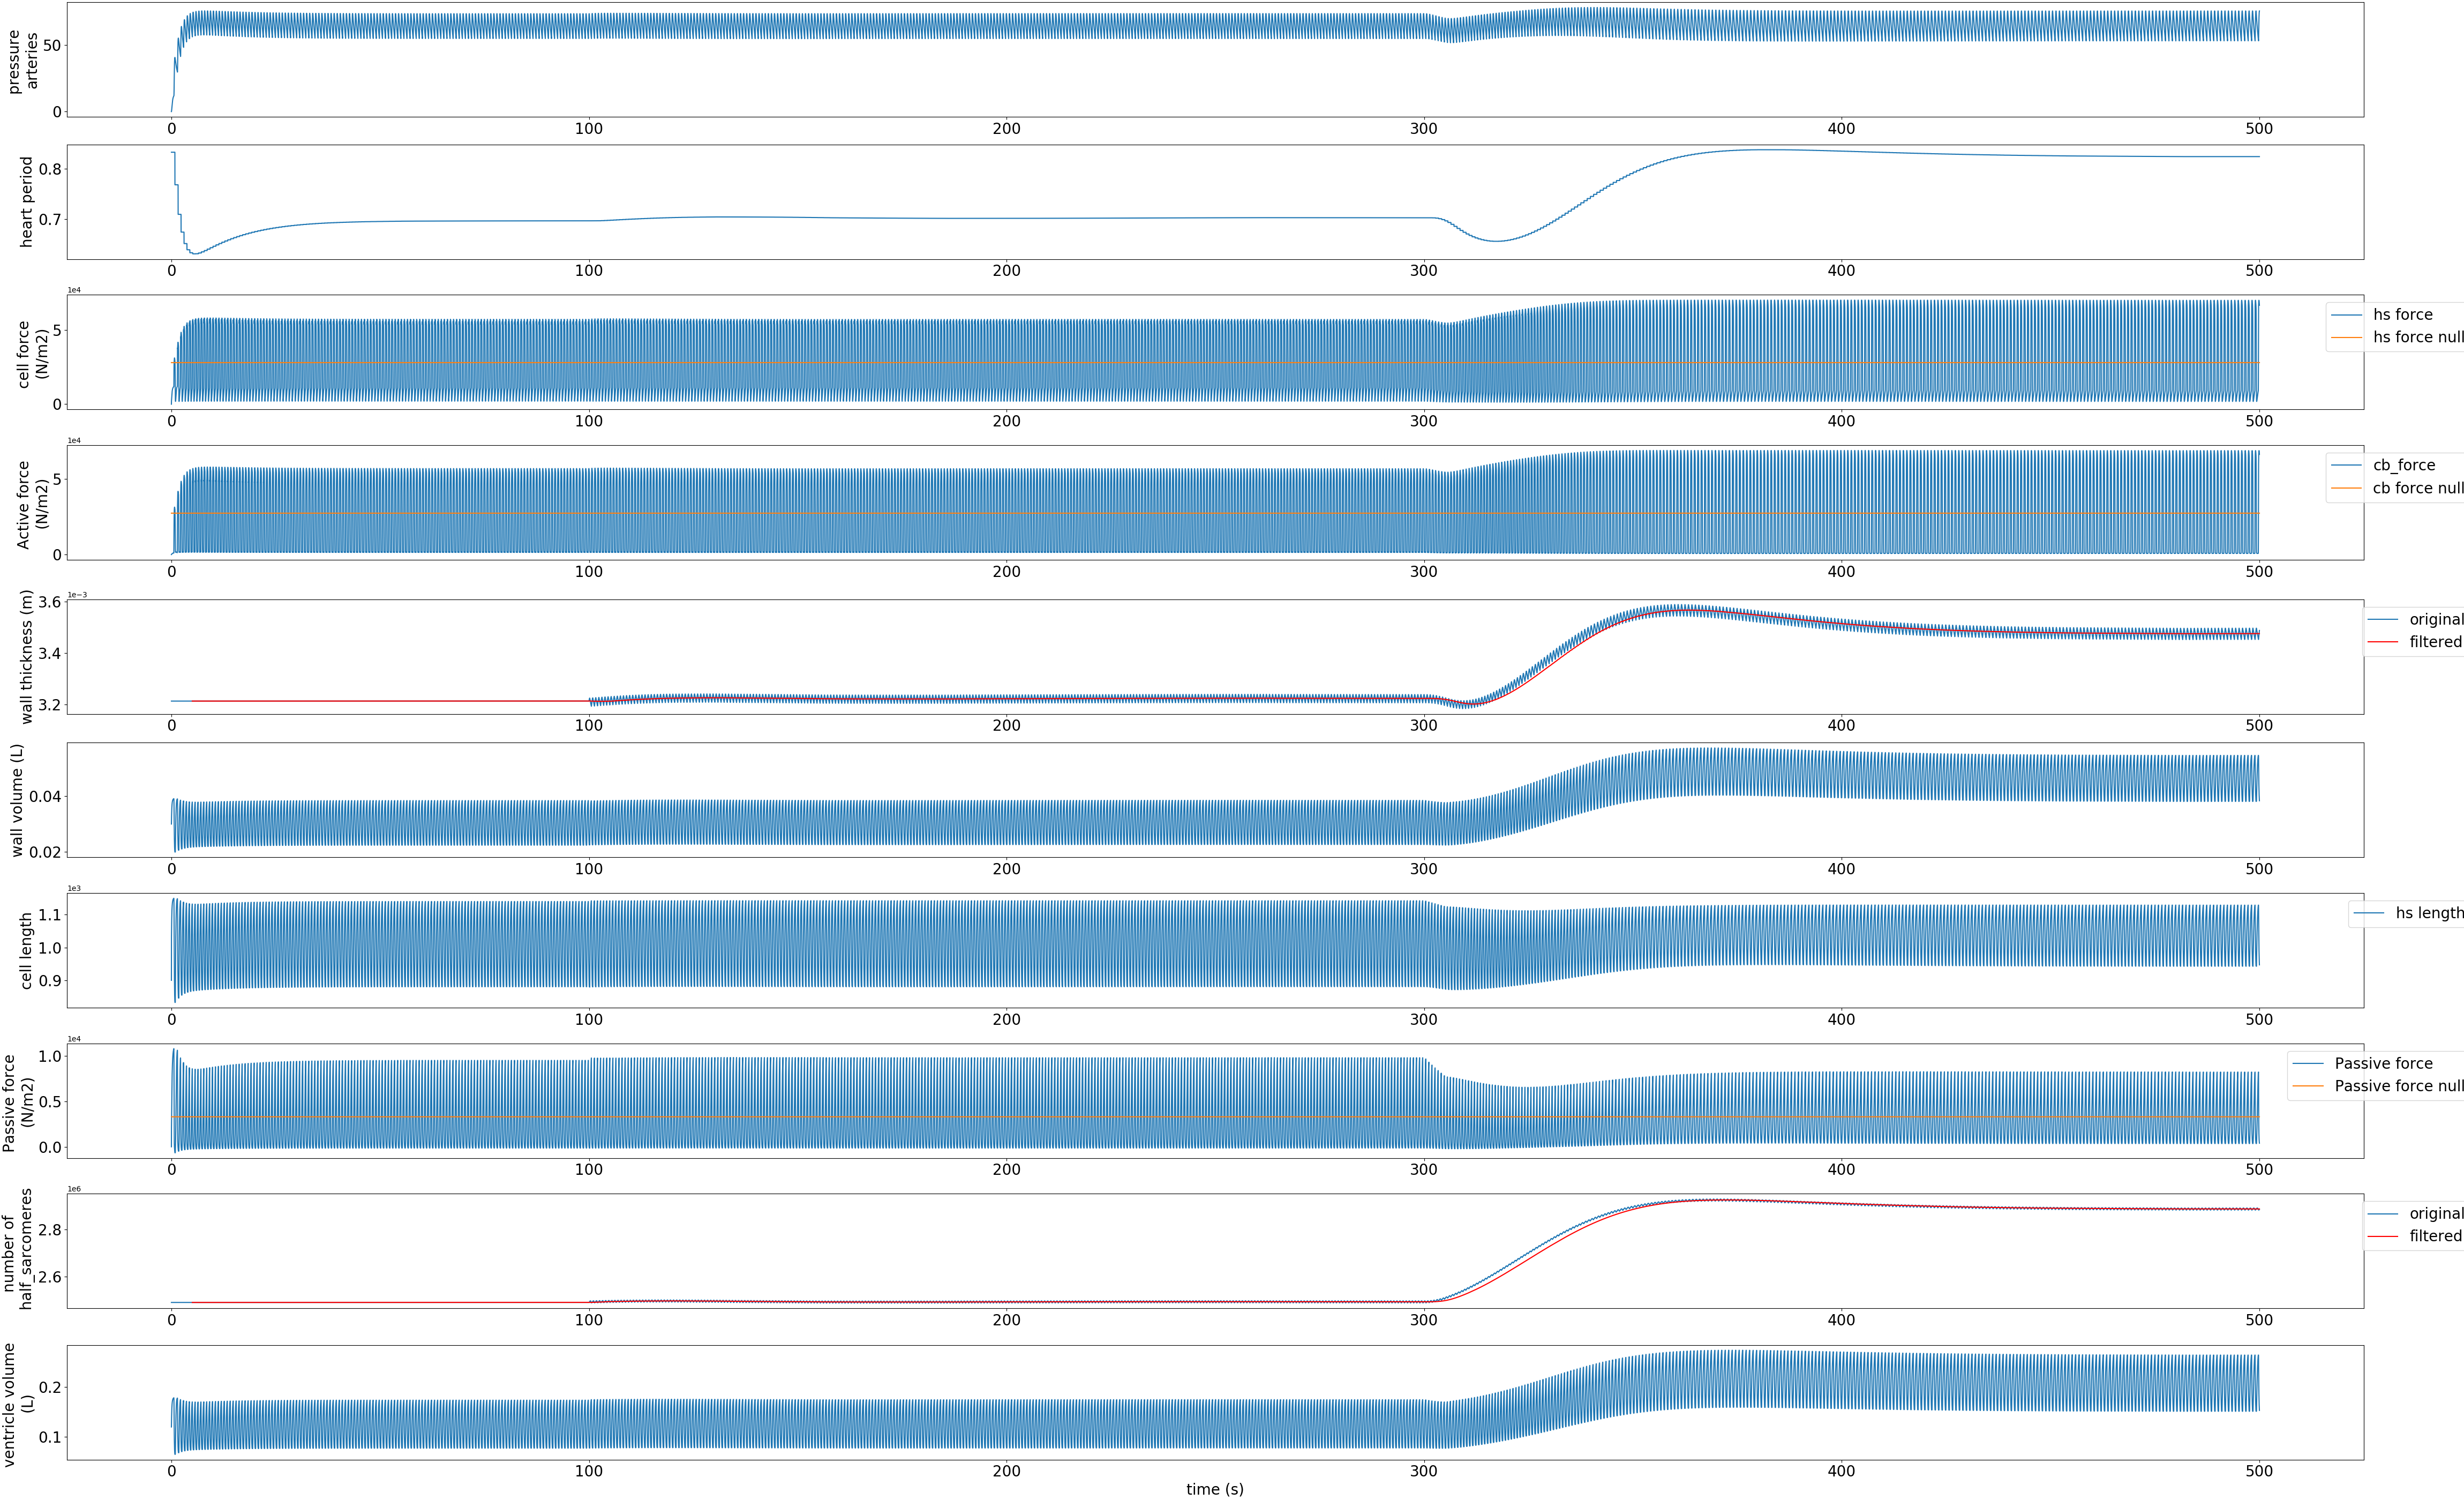 pressure
arteries
50
0
0 100 200 300 400 500
heart period
0.8
0.7
0 100 200 300 400 500
1e4
cell force
(N/m2)
5
0
hs force
hs force null
0 100 200 300 400 500
1e4
Active force
(N/m2)
5
0
cb_force
cb force null
0 100 200 300 400 500
1e−3
wall thickness (m)
3.6
3.4
3.2
original
filtered
0 100 200 300 400 500
wall volume (L)
0.04
0.02
0 100 200 300 400 500
1e3
cell length
1.1
1.0
0.9
hs length
0 100 200 300 400 500
1e4
Passive force
(N/m2)
1.0
0.5
0.0
Passive force
Passive force null
0 100 200 300 400 500
1e6
number of
half_sarcomeres
2.8
2.6
original
filtered
0 100 200 300 400 500
ventricle volume
(L)
0.2
0.1
0 100 200 300 400 500
time (s)